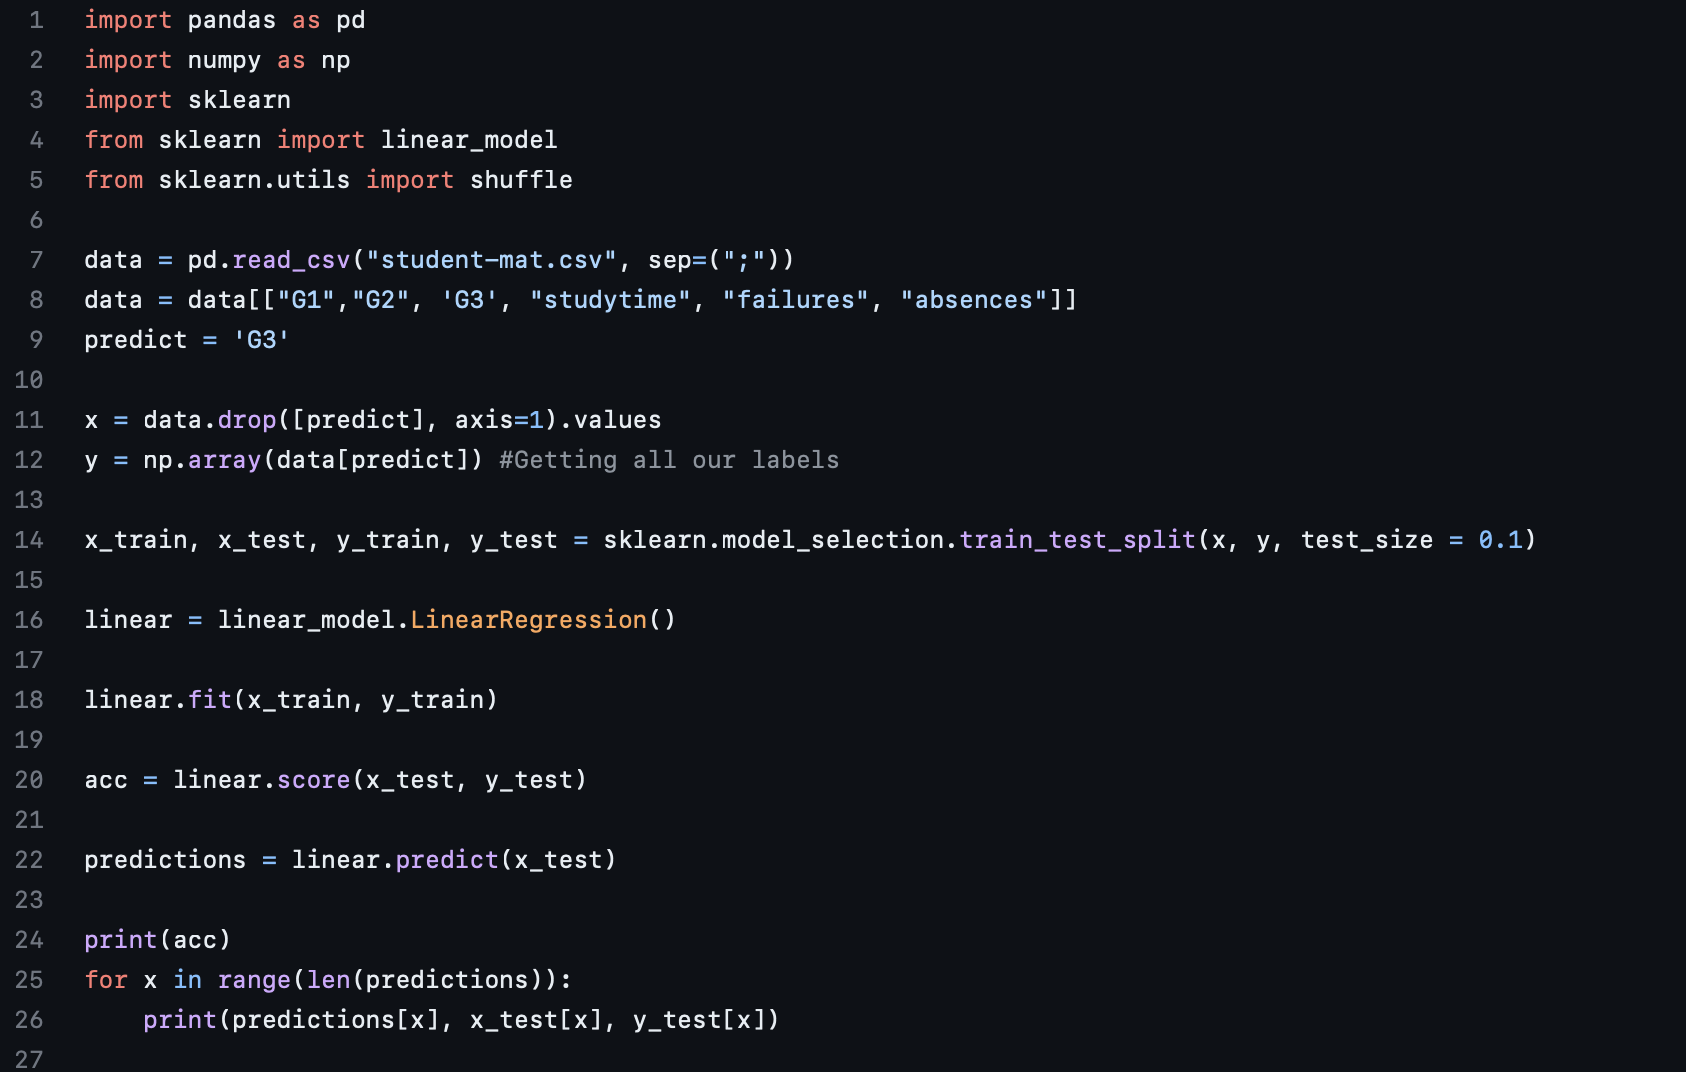 1 import pandas as pd
2 import numpy as np
3 import sklearn
4 from sklearn import linear_model
5 from sklearn.utils import shuffle
6
7 data = pd.read_csv("student-mat.csv", sep=(";"))
8 data = data[["G1","G2", 'G3', "studytime", "failures", "absences"]]
9 predict = 'G3'
10
11 x = data.drop([predict], axis=1).values
12 y = np.array(data[predict]) #Getting all our labels
13
14 x_train, x_test, y_train, y_test = sklearn.model_selection.train_test_split(x, y, test_size = 0.1)
15
16 linear = linear_model.LinearRegression()
17
18 linear.fit(x_train, y_train)
19
20 acc = linear.score(x_test, y_test)
21
22 predictions = linear.predict(x_test)
23
24 print(acc)
25 for x in range(len(predictions)):
26     print(predictions[x], x_test[x], y_test[x])
27